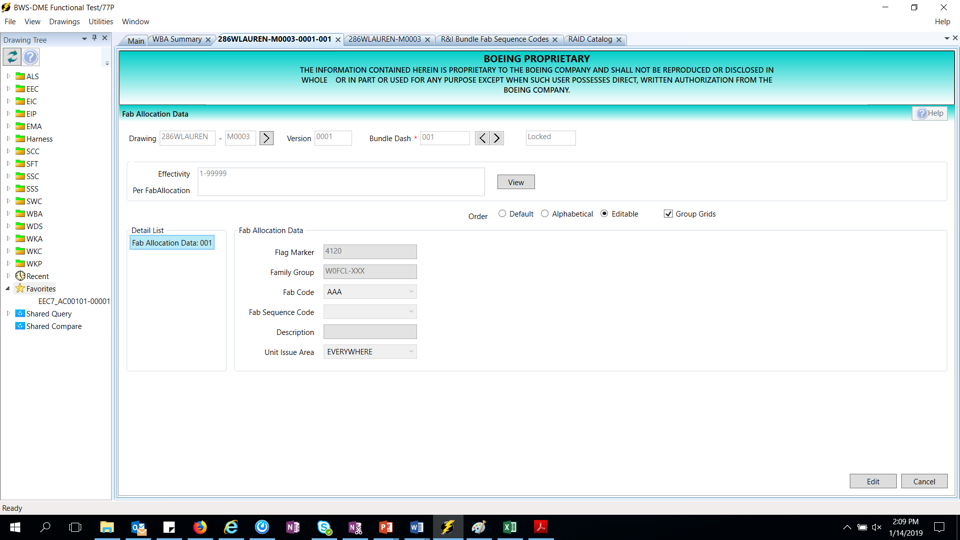 BWS-DME Functional Test/77P
File View Drawings Utilities Window Help
Drawing Tree
Main WBA Summary 286WLAUREN-M0003-0001-001 286WLAUREN-M0003 R&I Bundle Fab Sequence Codes RAID Catalog
BOEING PROPRIETARY
THE INFORMATION CONTAINED HEREIN IS PROPRIETARY TO THE BOEING COMPANY AND SHALL NOT BE REPRODUCED OR DISCLOSED IN
WHOLE OR IN PART OR USED FOR ANY PURPOSE EXCEPT WHEN SUCH USER POSSESSES DIRECT, WRITTEN AUTHORIZATION FROM THE
BOEING COMPANY.
ALS
EEC
EIC
EIP
EMA
Harness
SCC
SFT
SSC
SSS
SWC
WBA
WDS
WKA
WKC
WKP
Recent
Favorites
EEC7_AC00101-00001
Shared Query
Shared Compare
Fab Allocation Data Help
Drawing 286WLAUREN - M0003 Version 0001 Bundle Dash * 001 Locked
Effectivity 1-99999
Per FabAllocation
View
Order Default Alphabetical Editable Group Grids
Detail List
Fab Allocation Data: 001
Fab Allocation Data
Flag Marker 4120
Family Group W0FCL-XXX
Fab Code AAA
Fab Sequence Code
Description
Unit Issue Area EVERYWHERE
Edit Cancel
Ready
2:09 PM
1/14/2019